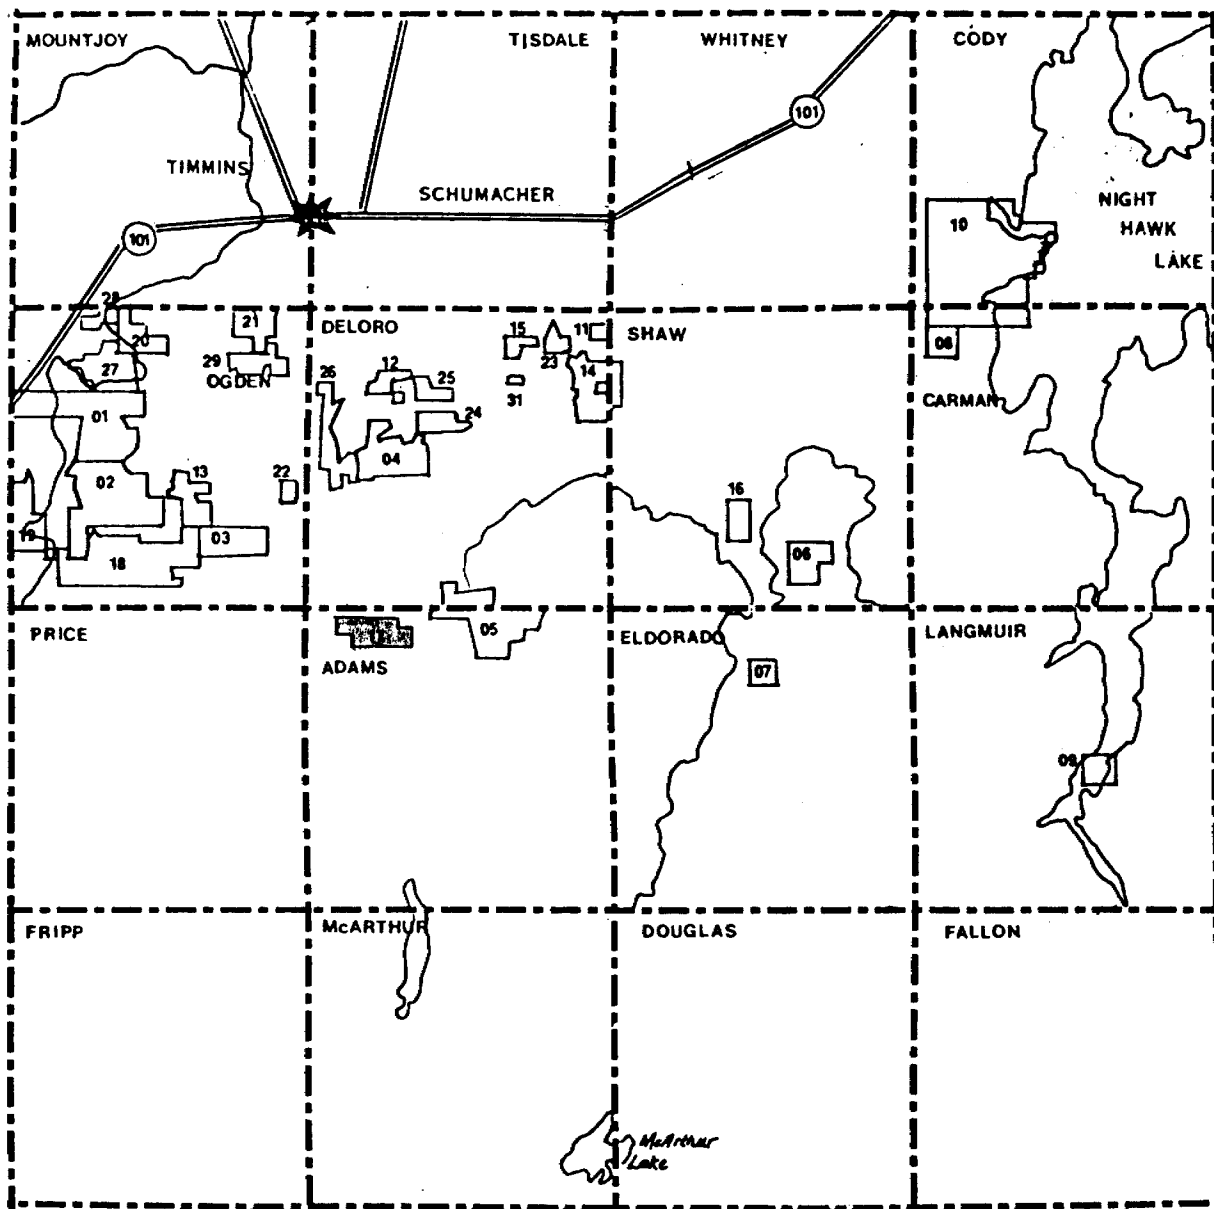 MOUNTJOY
TISDALE
WHITNEY
CODY
101
TIMMINS
SCHUMACHER
NIGHT
HAWK
LAKE
101
10
28
21
20
29
OGDEN
27
01
02
13
22
19
18
03
DELORO
15
11
23
14
12
25
26
31
24
04
SHAW
16
06
08
CARMAN
PRICE
ADAMS
05
ELDORADO
07
LANGMUIR
09
FRIPP
McARTHUR
DOUGLAS
FALLON
McArthur
Lake